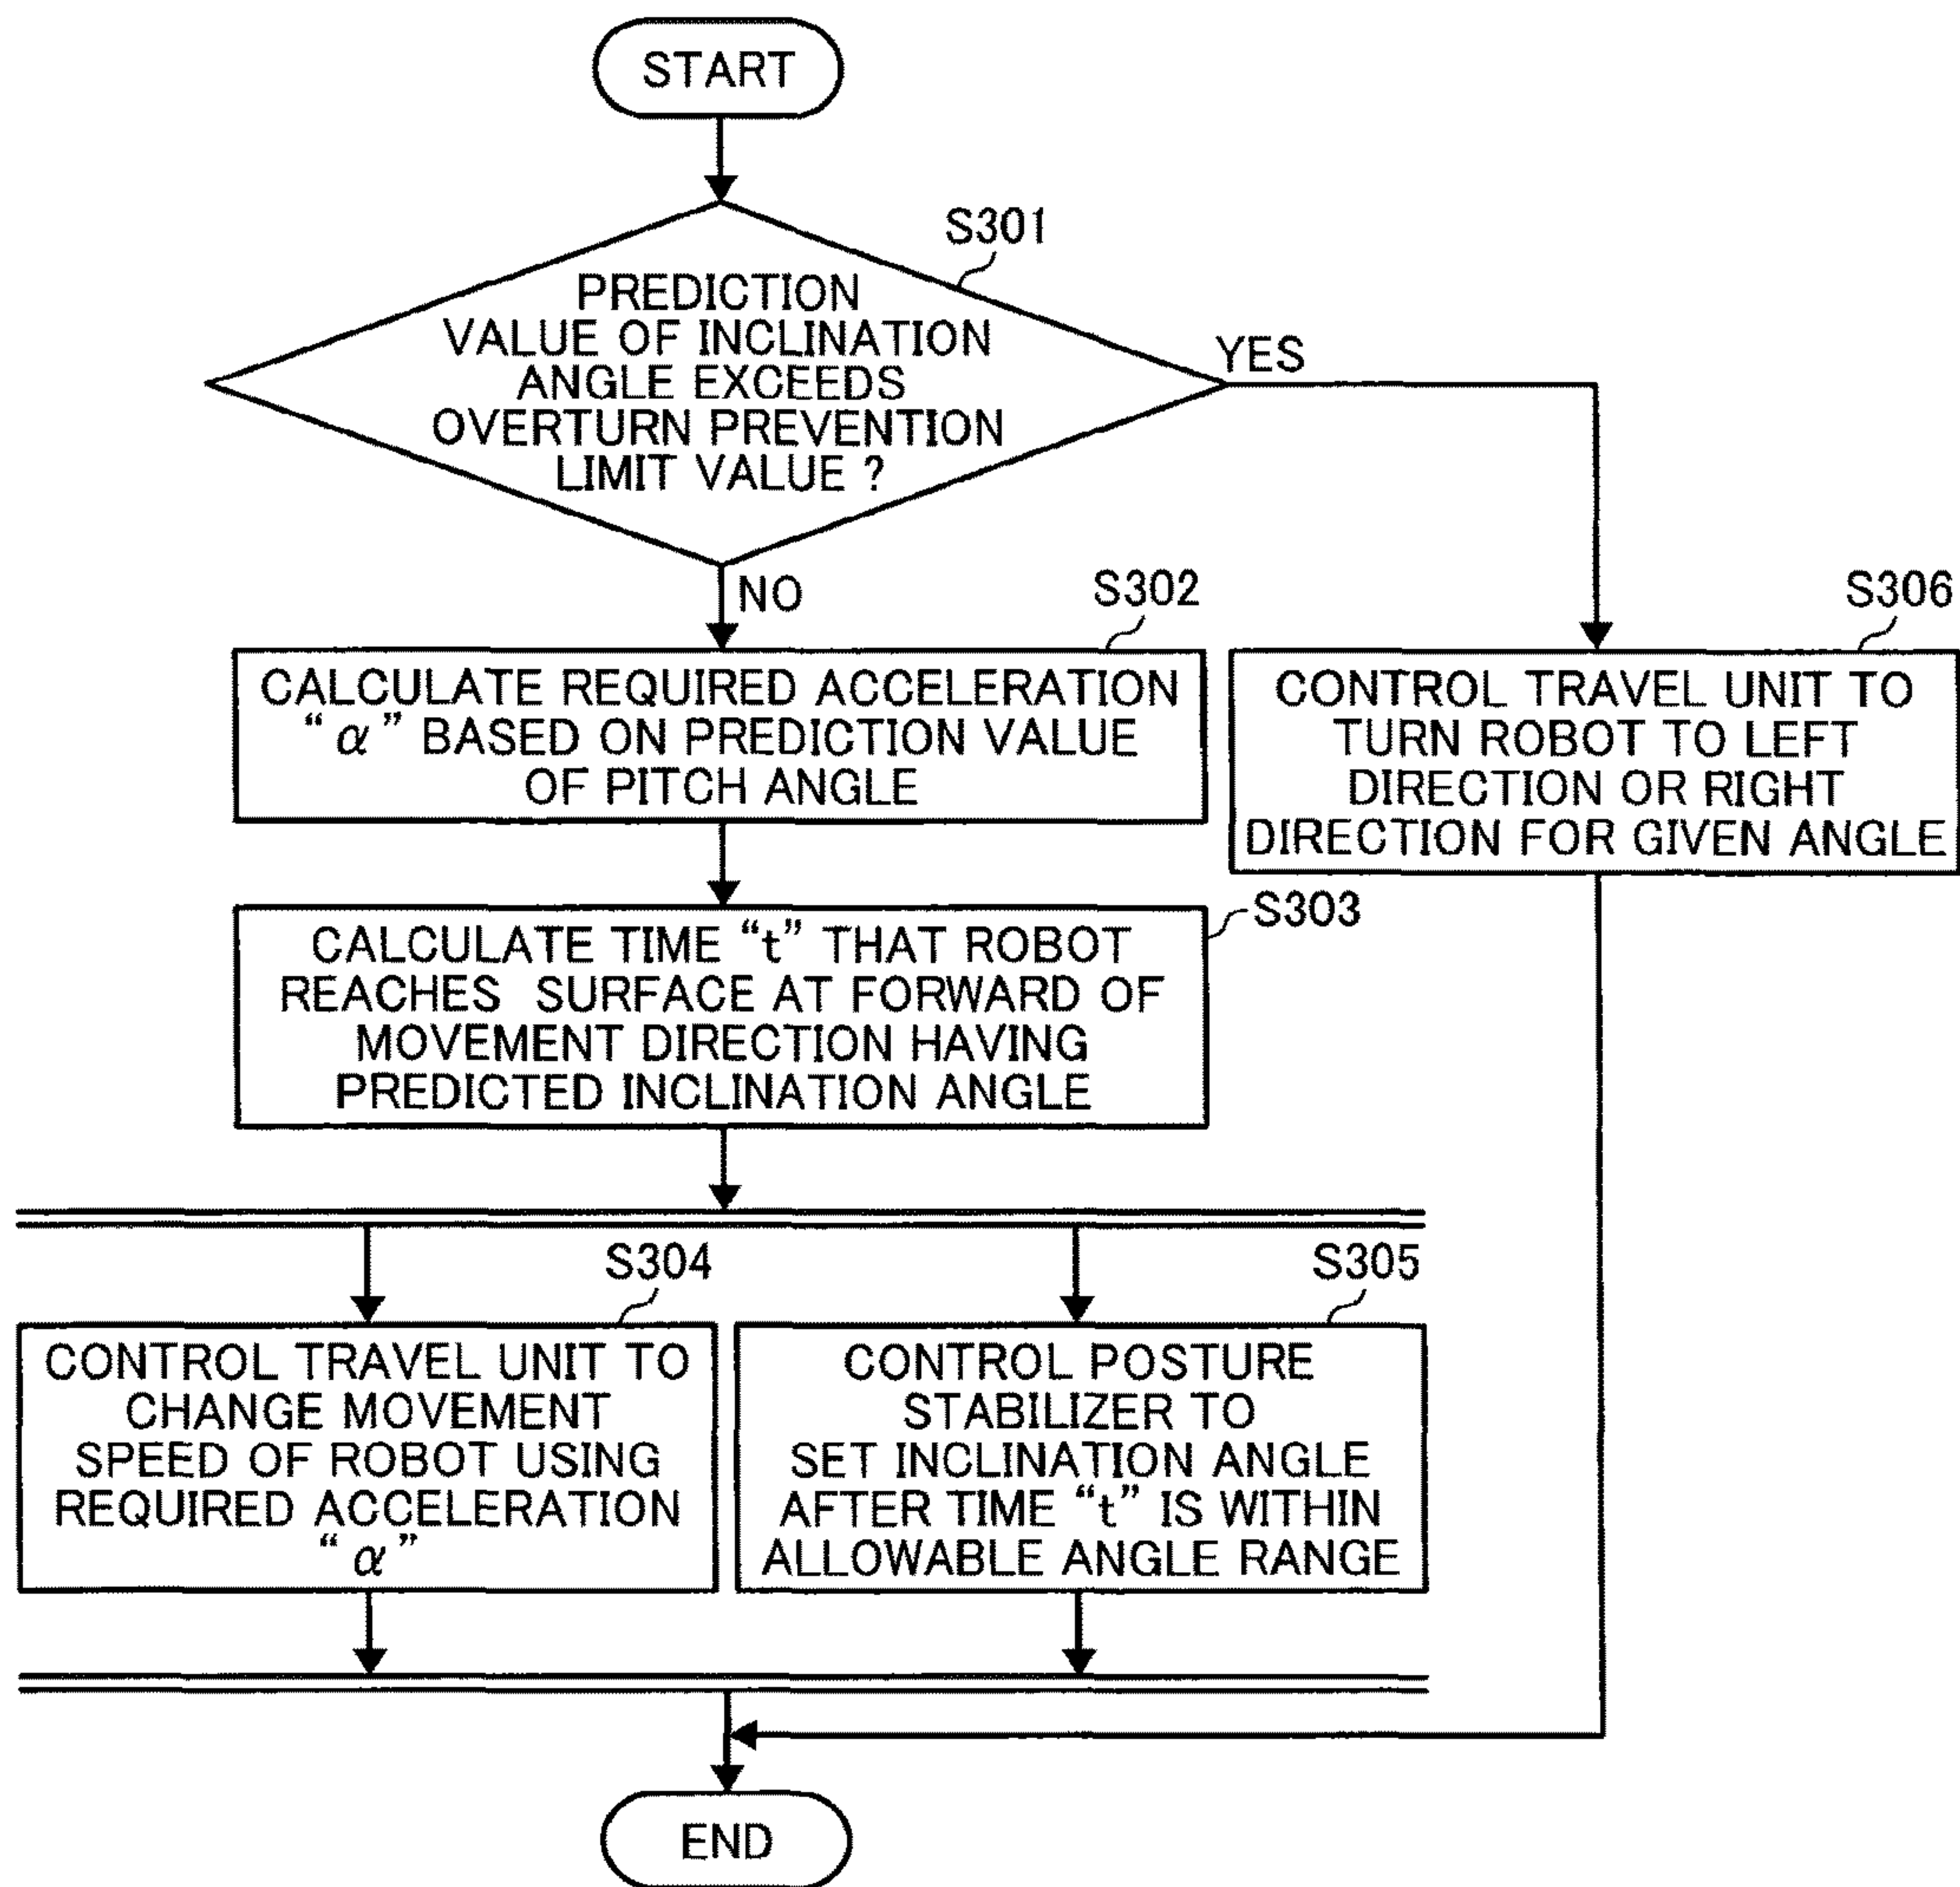 START
S301
PREDICTION
VALUE OF INCLINATION
ANGLE EXCEEDS
OVERTURN PREVENTION
LIMIT VALUE ?
YES
NO
S302
CALCULATE REQUIRED ACCELERATION
“α” BASED ON PREDICTION VALUE
OF PITCH ANGLE
S306
CONTROL TRAVEL UNIT TO
TURN ROBOT TO LEFT
DIRECTION OR RIGHT
DIRECTION FOR GIVEN ANGLE
S303
CALCULATE TIME “t” THAT ROBOT
REACHES SURFACE AT FORWARD OF
MOVEMENT DIRECTION HAVING
PREDICTED INCLINATION ANGLE
S304
CONTROL TRAVEL UNIT TO
CHANGE MOVEMENT
SPEED OF ROBOT USING
REQUIRED ACCELERATION
“α”
S305
CONTROL POSTURE
STABILIZER TO
SET INCLINATION ANGLE
AFTER TIME “t” IS WITHIN
ALLOWABLE ANGLE RANGE
END